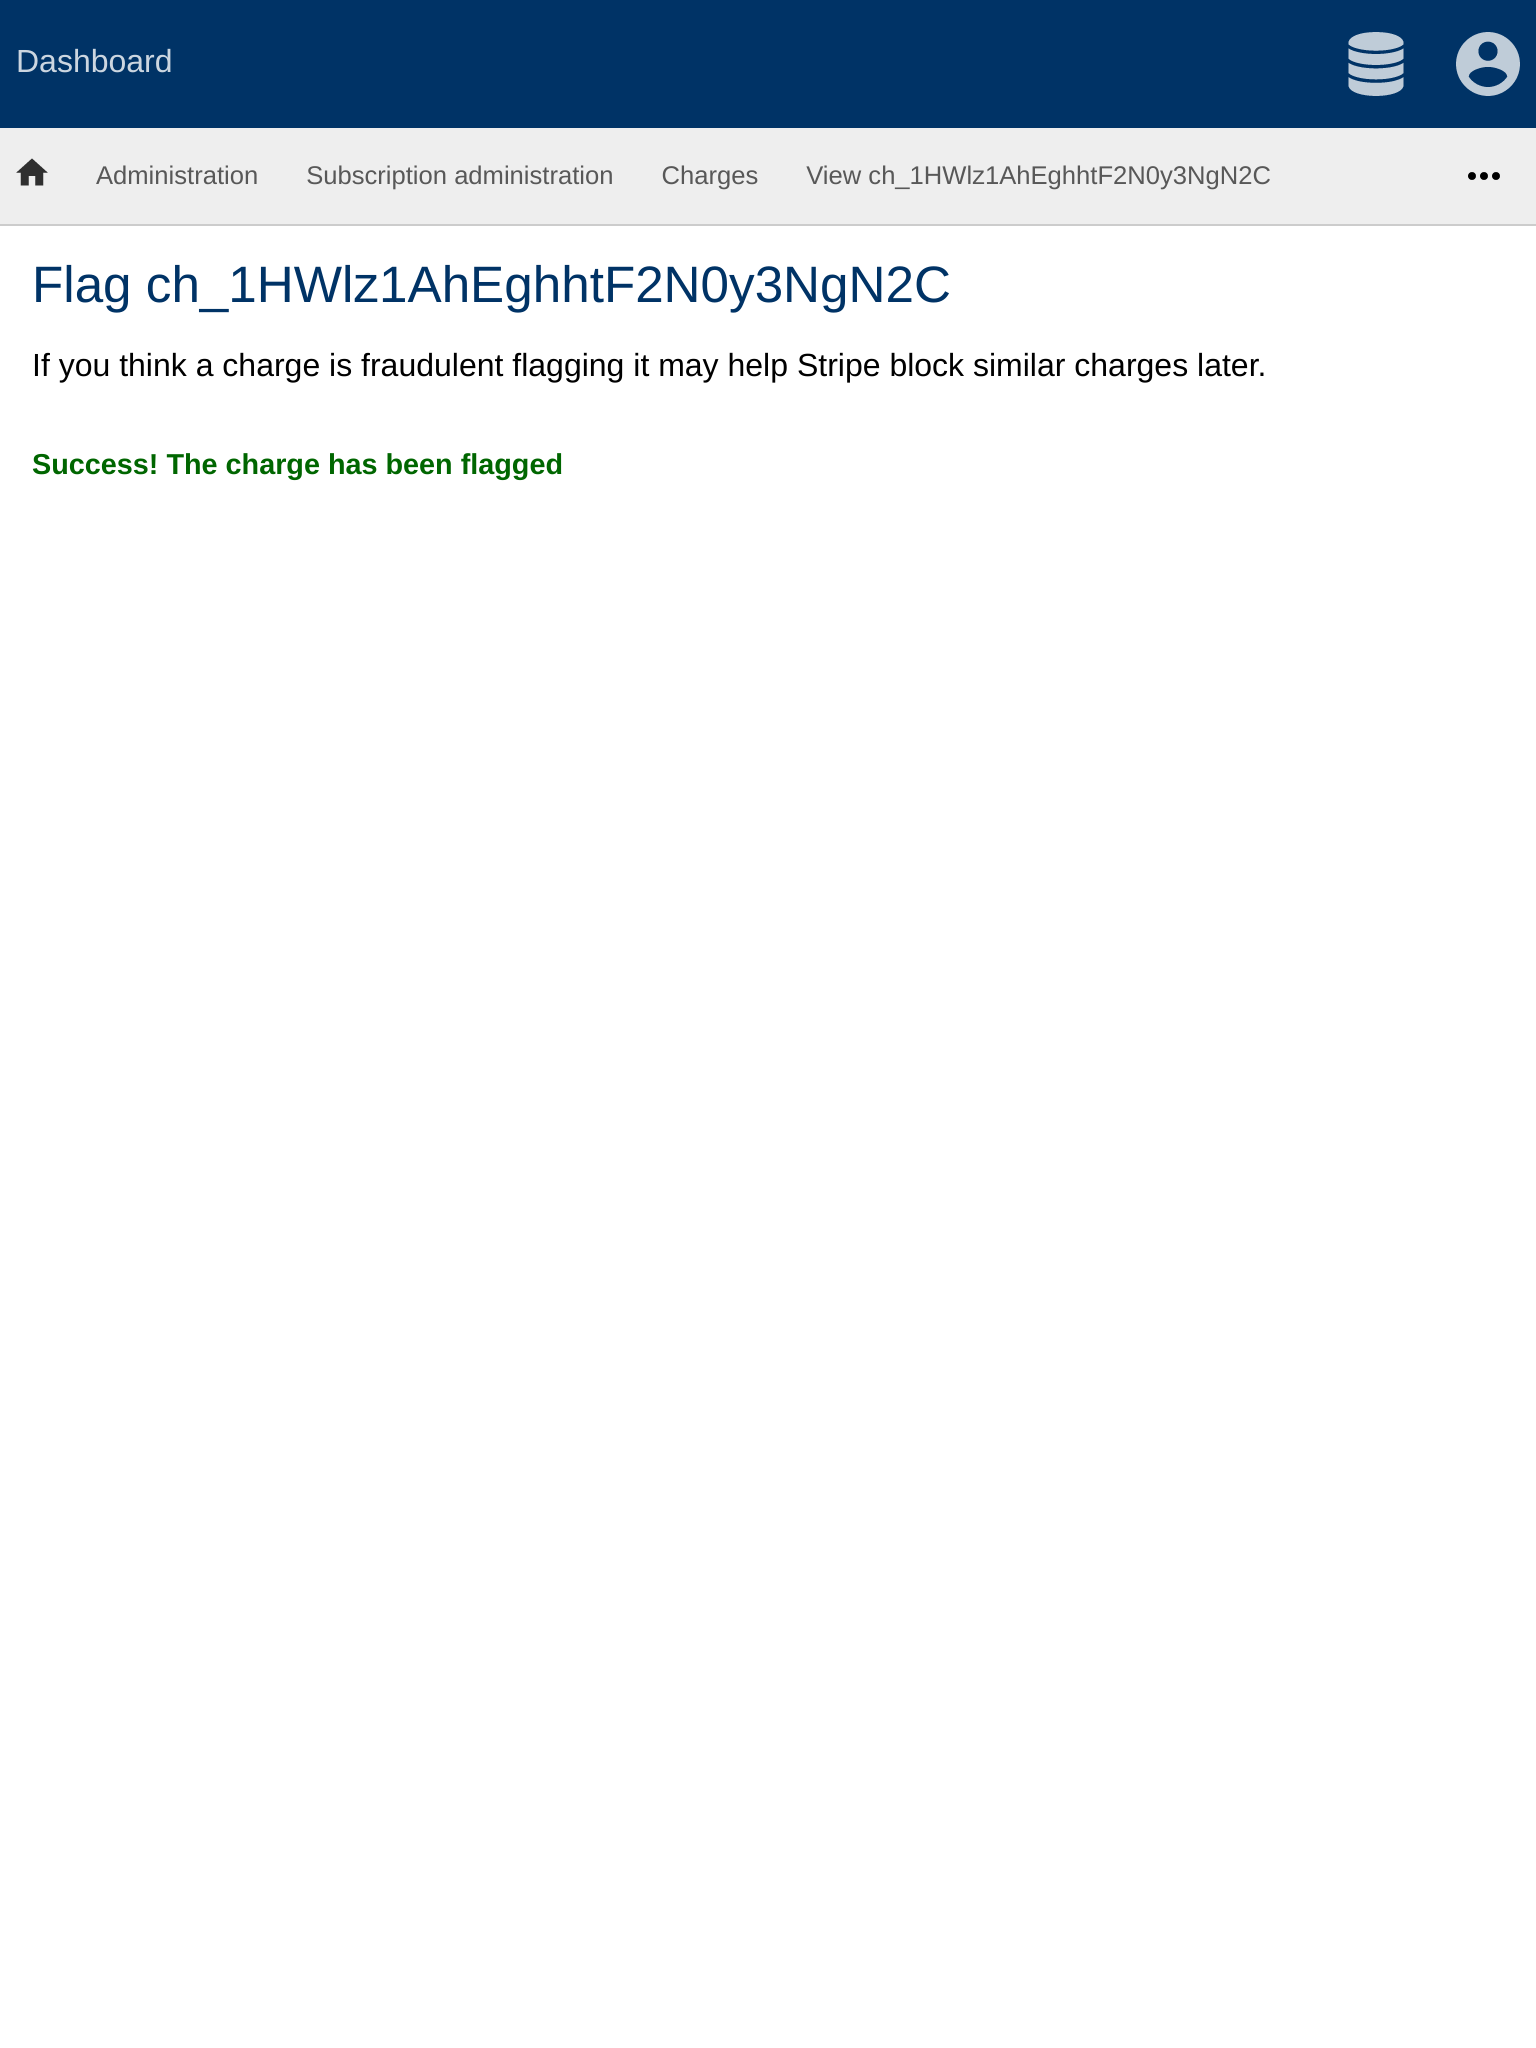 Dashboard
Administration Subscription administration Charges View ch_1HWlz1AhEghhtF2N0y3NgN2C
Flag ch_1HWlz1AhEghhtF2N0y3NgN2C
If you think a charge is fraudulent flagging it may help Stripe block similar charges later.
Success! The charge has been flagged